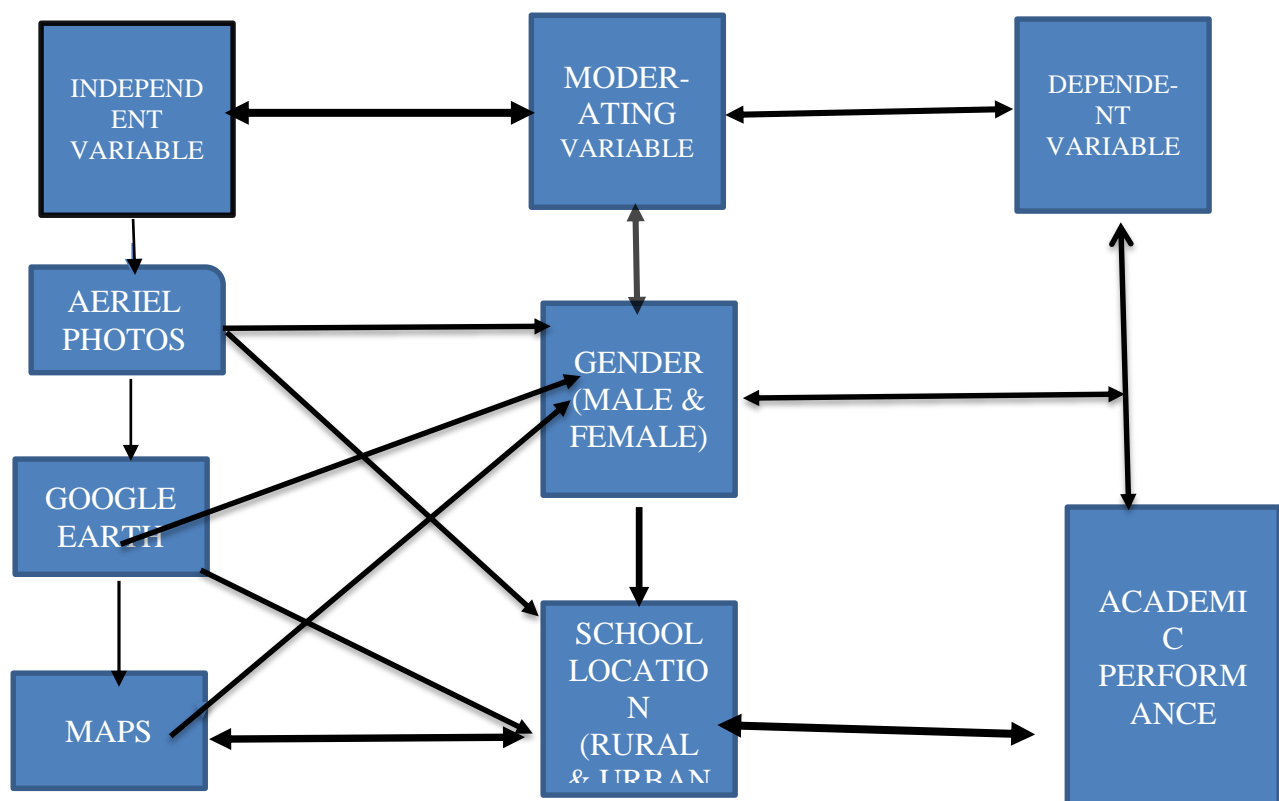 INDEPEND
ENT
VARIABLE
MODER-
ATING
VARIABLE
DEPENDE-
NT
VARIABLE
AERIEL
PHOTOS
GENDER
(MALE &
FEMALE)
GOOGLE
EARTH
SCHOOL
LOCATIO
N
(RURAL
& URBAN
MAPS
ACADEMI
C
PERFORM
ANCE